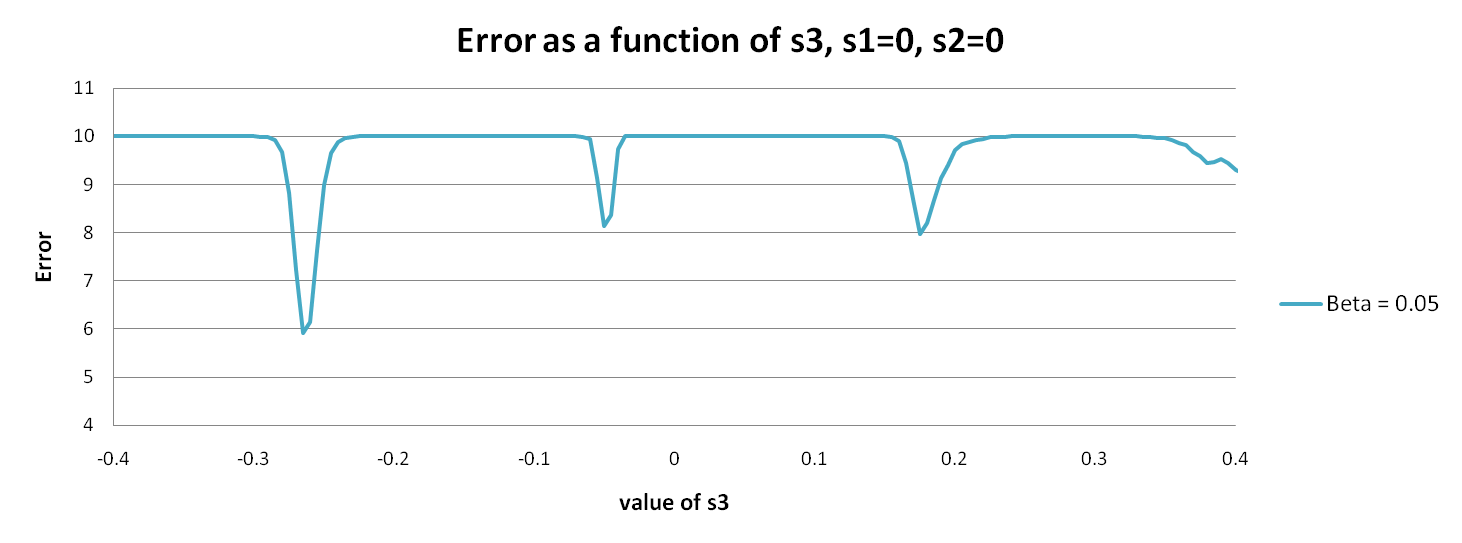 Error as a function of s3, s1=0, s2=0
11
10
9
8
7
6
5
4
Error
-0.4 -0.3 -0.2 -0.1 0 0.1 0.2 0.3 0.4
value of s3
Beta = 0.05